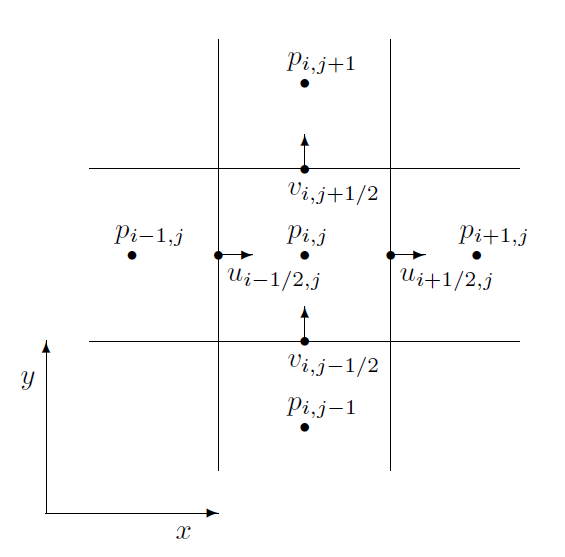 p_{i,j+1}
v_{i,j+1/2}
p_{i-1,j} p_{i,j} p_{i+1,j}
u_{i-1/2,j} u_{i+1/2,j}
v_{i,j-1/2}
y
p_{i,j-1}
x